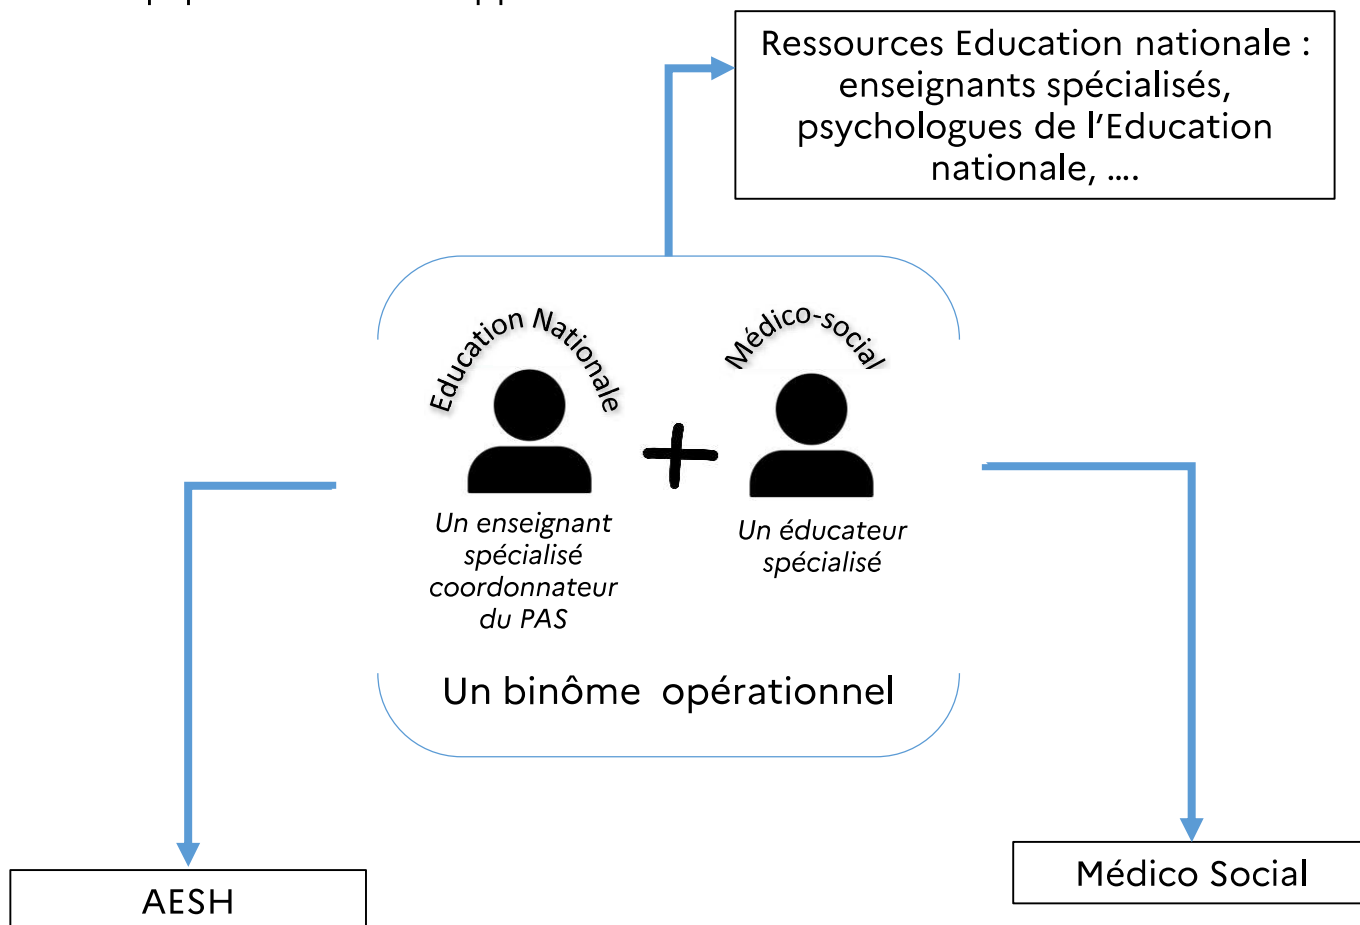 Ressources Education nationale :
enseignants spécialisés,
psychologues de l'Education
nationale, ....
Education Nationale
Médico-social
Un enseignant
spécialisé
coordonnateur
du PAS
Un éducateur
spécialisé
Un binôme opérationnel
AESH
Médico Social